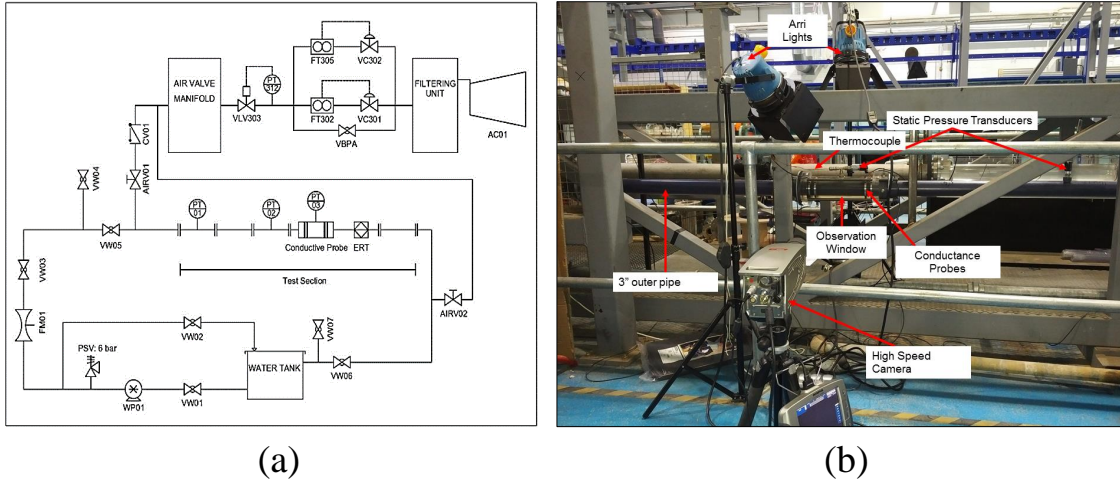 FT305
VC302
AIR VALVE
MANIFOLD
PT
312
FILTERING
UNIT
VLV303
FT302
VC301
AC01
VBPA
CV01
VW04
AIRV01
PT
01
PT
02
PT
03
VW05
Conductive Probe
ERT
VW03
Test Section
AIRV02
FM01
VW02
VW07
PSV: 6 bar
WATER TANK
VW06
WP01
VW01
(a)
Arri
Lights
Static Pressure Transducers
Thermocouple
Observation
Window
Conductance
Probes
3” outer pipe
High Speed
Camera
(b)